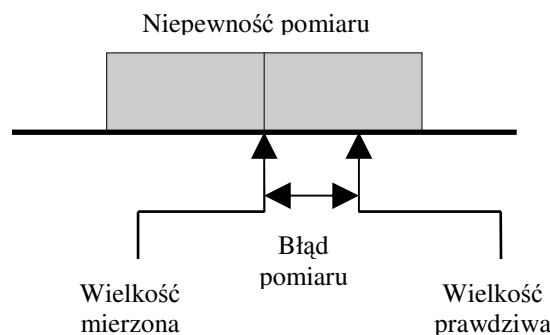 Niepewność pomiaru
Błąd
pomiaru
Wielkość
mierzona
Wielkość
prawdziwa